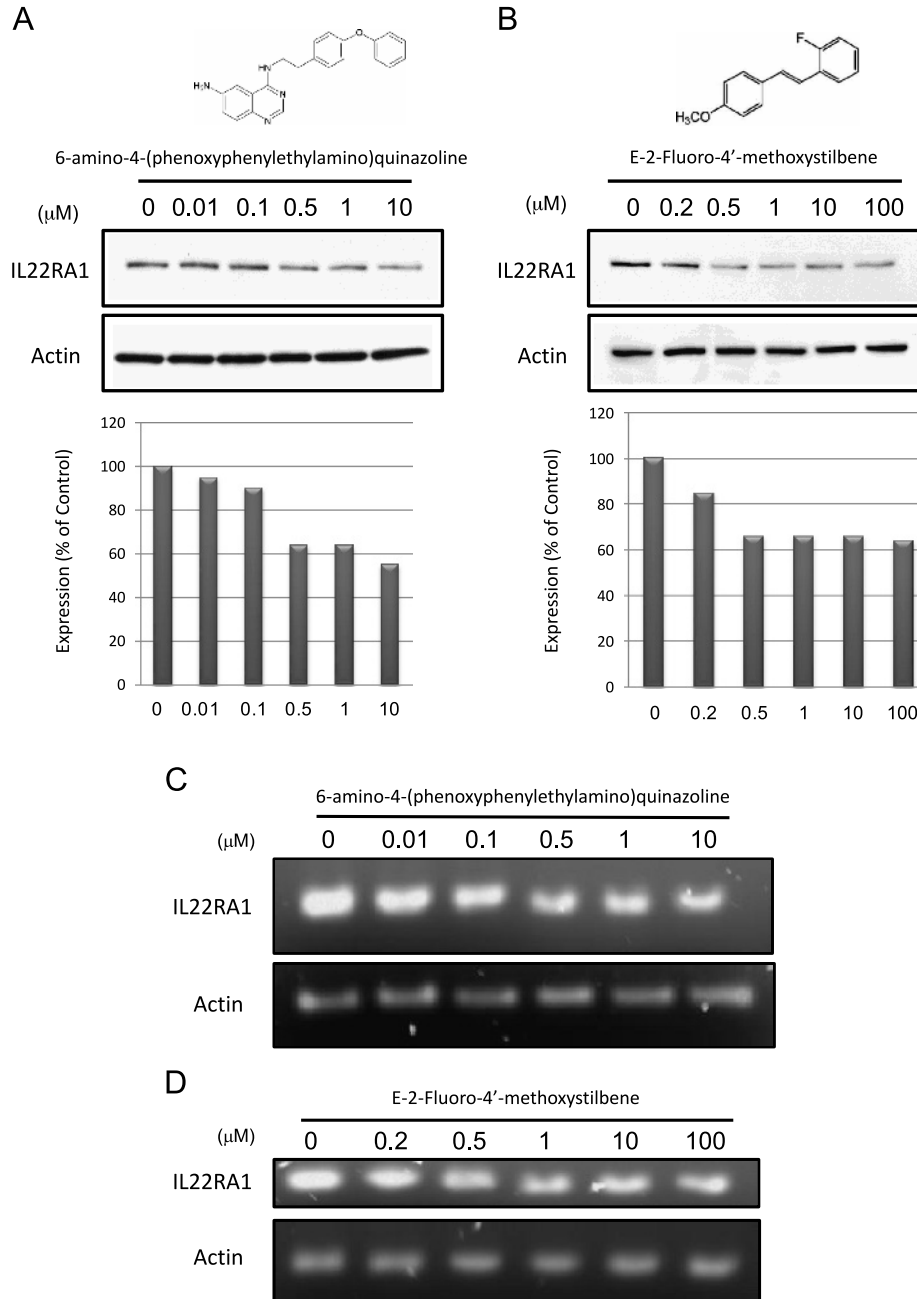 A
O
HN
H₂N
N
N
6-amino-4-(phenoxyphenylethylamino)quinazoline
(μM)
0 0.01 0.1 0.5 1 10
IL22RA1
Actin
Expression (% of Control)
120
100
80
60
40
20
0
0 0.01 0.1 0.5 1 10
B
F
H₃CO
E-2-Fluoro-4’-methoxystilbene
(μM)
0 0.2 0.5 1 10 100
IL22RA1
Actin
Expression (% of Control)
120
100
80
60
40
20
0
0 0.2 0.5 1 10 100
C
6-amino-4-(phenoxyphenylethylamino)quinazoline
(μM) 0 0.01 0.1 0.5 1 10
IL22RA1
Actin
D
E-2-Fluoro-4’-methoxystilbene
(μM) 0 0.2 0.5 1 10 100
IL22RA1
Actin